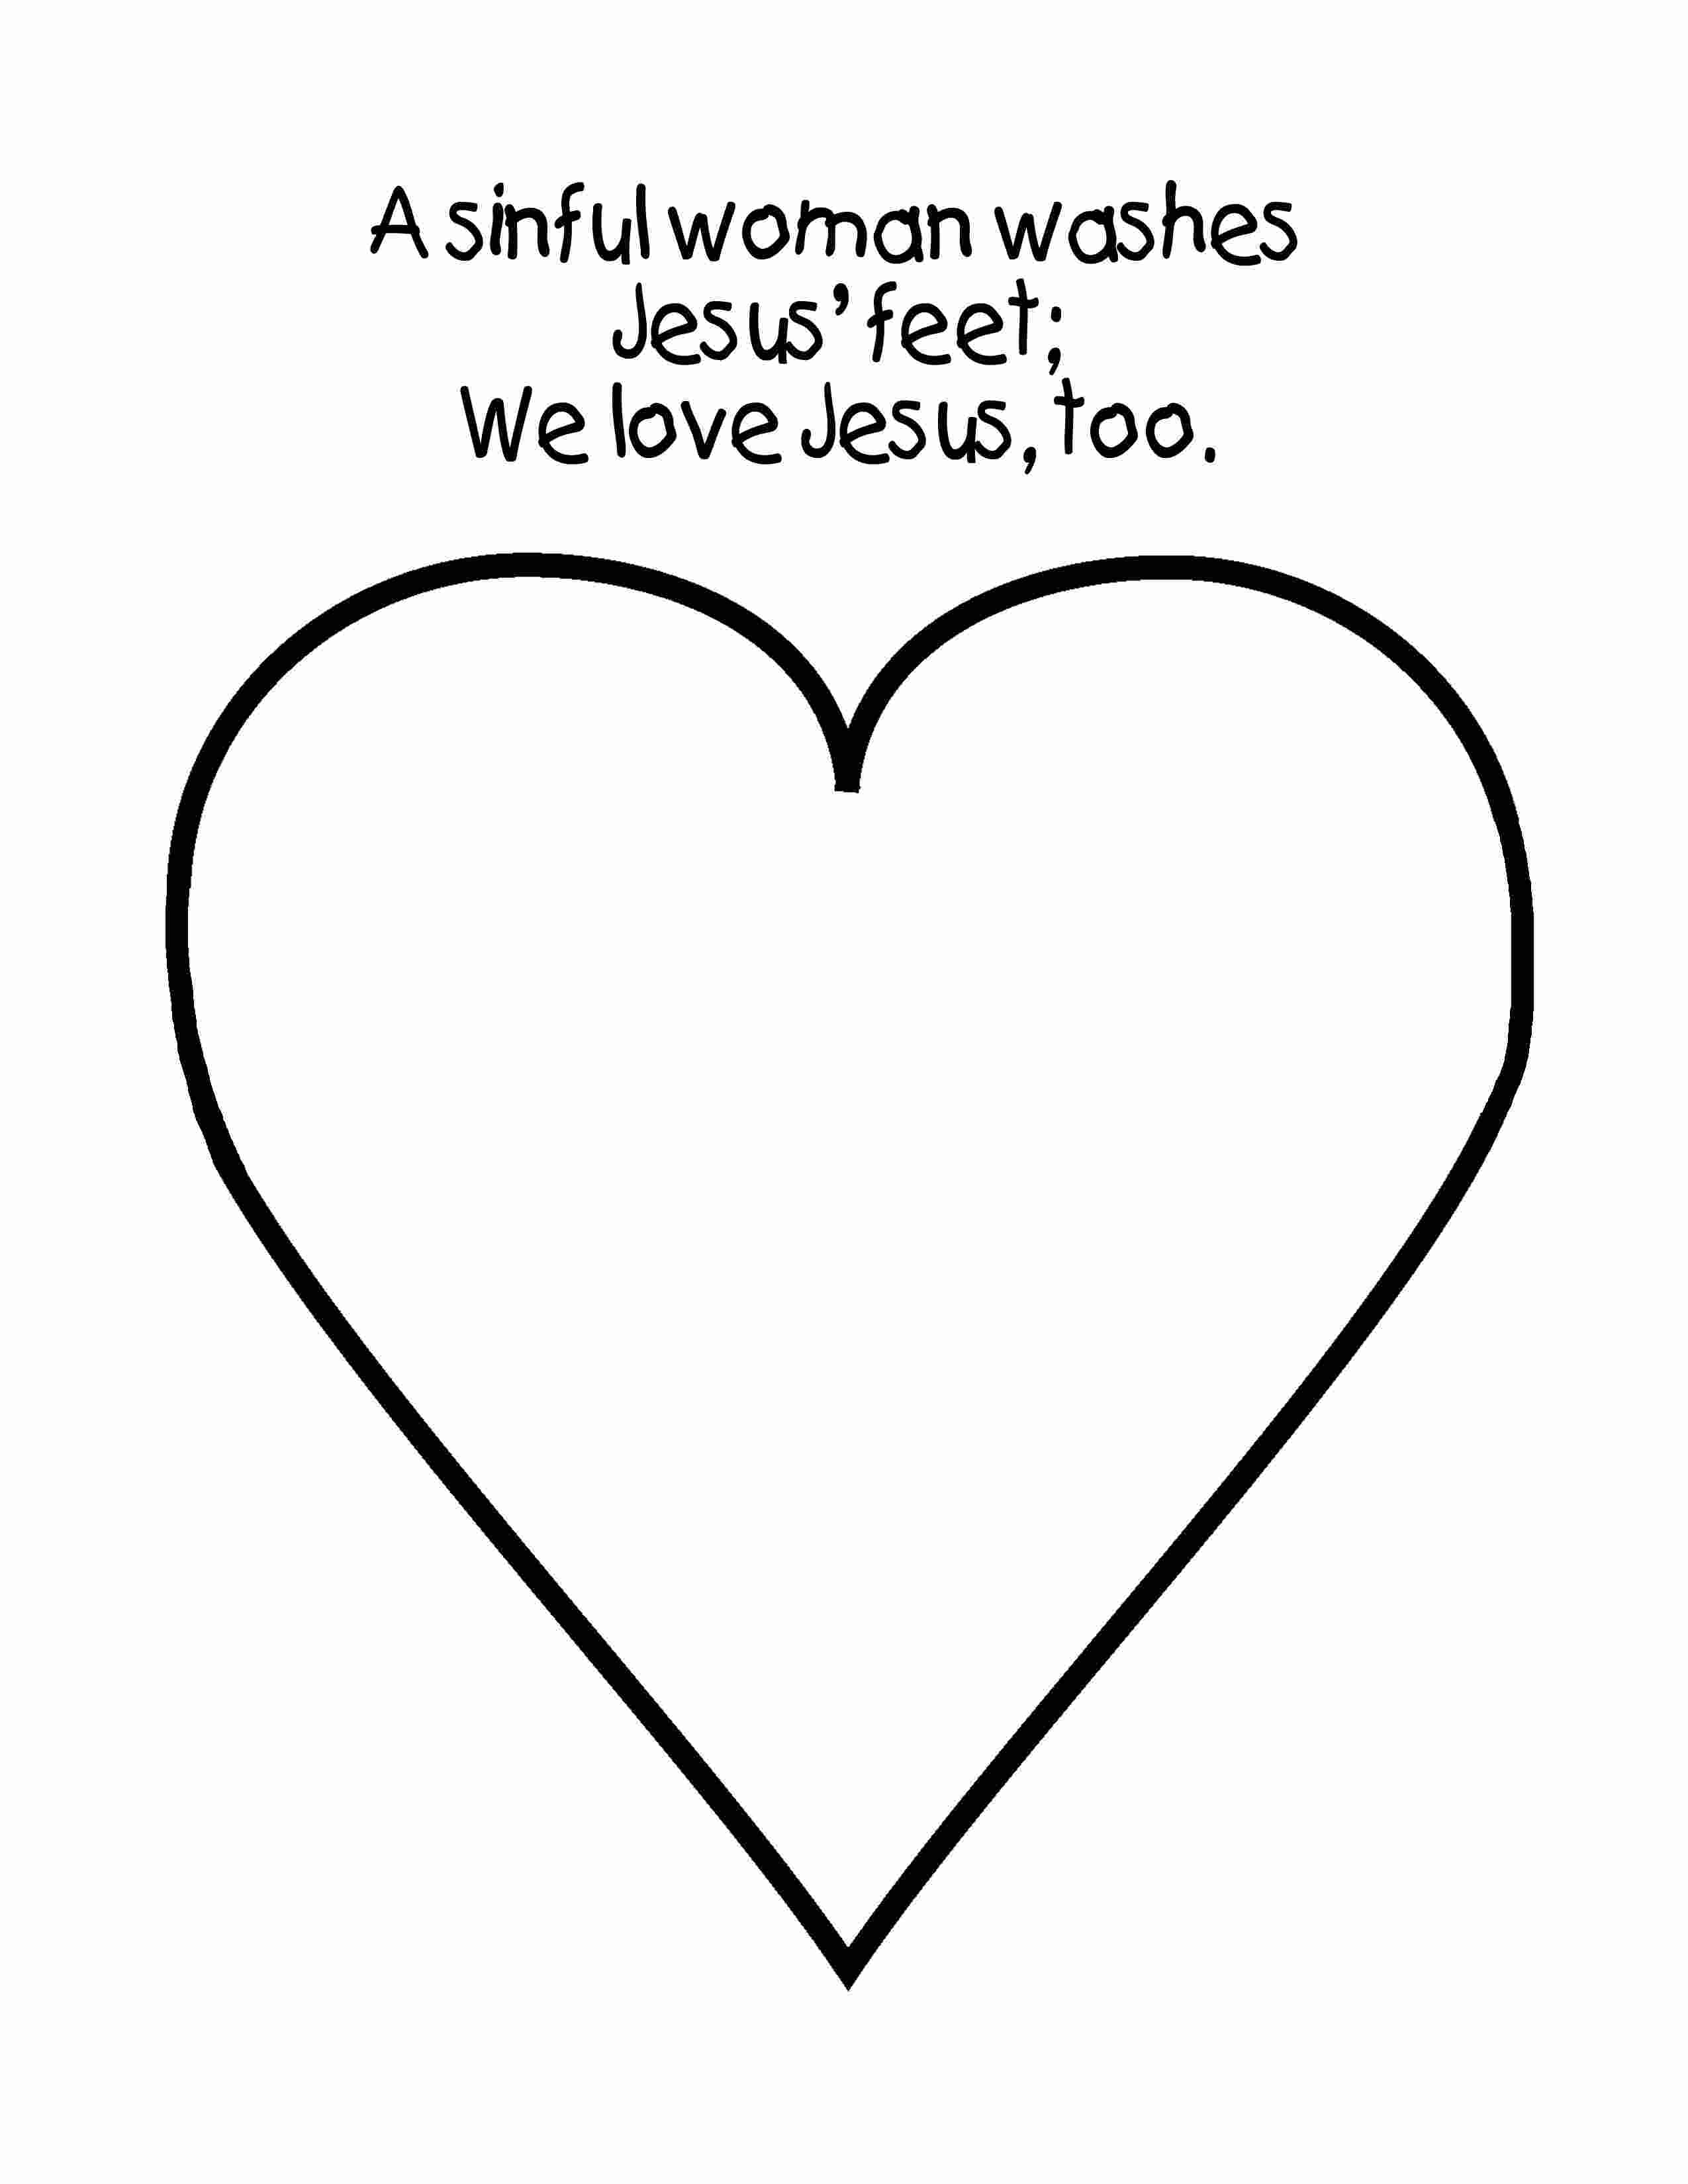 A sinful woman washes
Jesus’ feet;
We love Jesus, too.